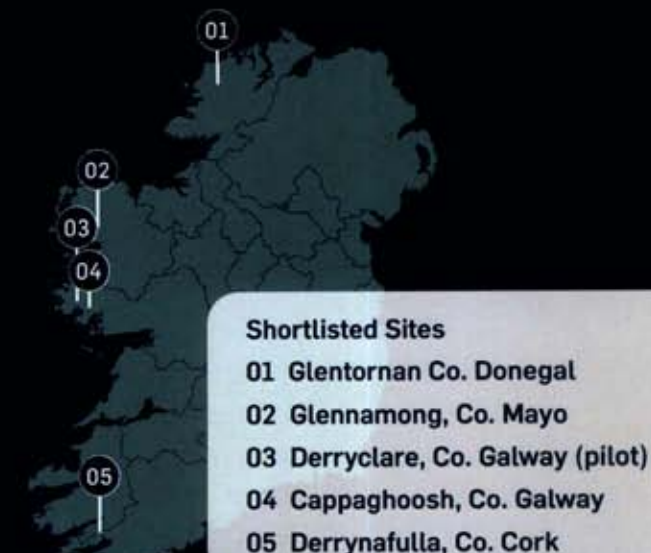 01
02
03
04
05
Shortlisted Sites
01 Glentornan Co. Donegal
02 Glennamong, Co. Mayo
03 Derryclare, Co. Galway (pilot)
04 Cappaghoosh, Co. Galway
05 Derrynafulla, Co. Cork